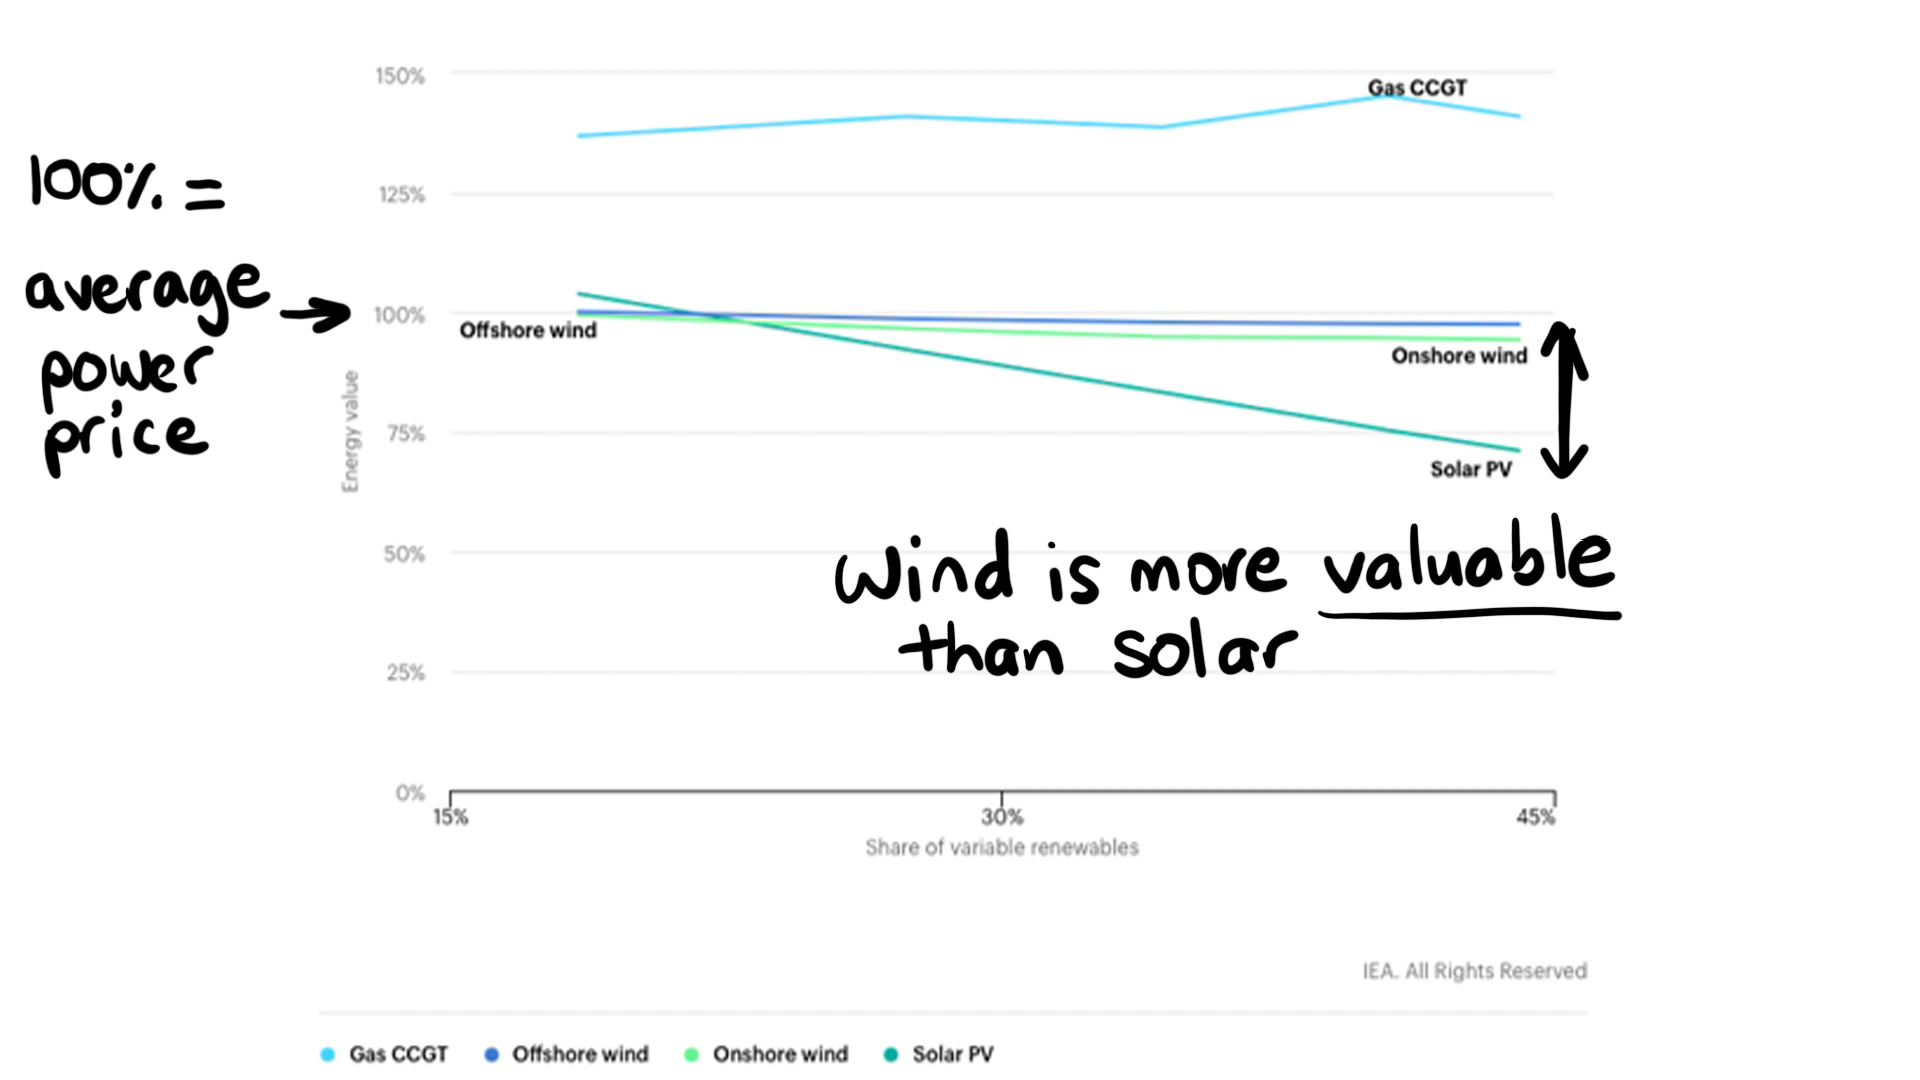 150%
Gas CCGT
100% =
125%
average
100%
Offshore wind
Onshore wind
power
price
Energy value
75%
Solar PV
50%
Wind is more valuable
than solar
25%
0%
15%
30%
45%
Share of variable renewables
IEA. All Rights Reserved
Gas CCGT
Offshore wind
Onshore wind
Solar PV